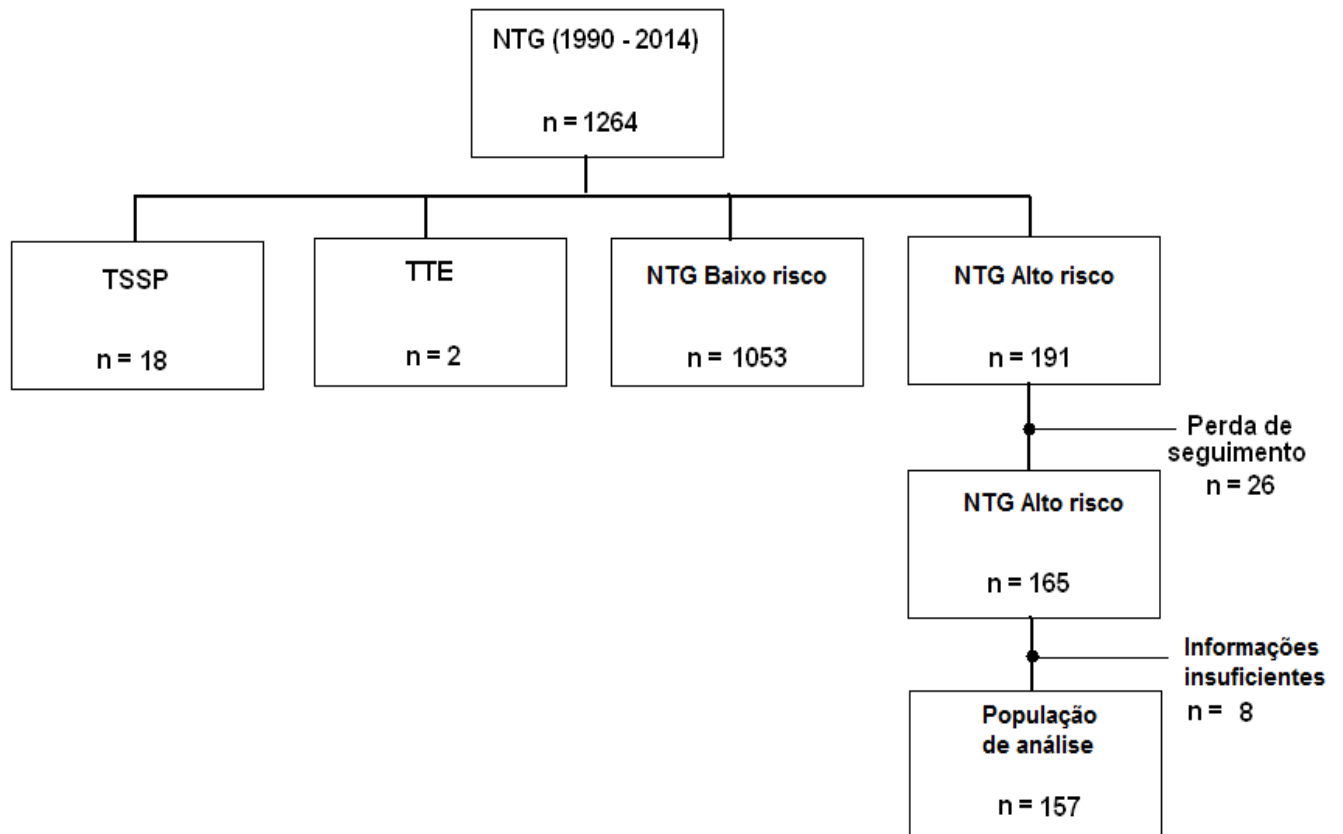 NTG (1990 - 2014)
n = 1264
TSSP
n = 18
TTE
n = 2
NTG Baixo risco
n = 1053
NTG Alto risco
n = 191
Perda de
seguimento
n = 26
NTG Alto risco
n = 165
Informações
insuficientes
n = 8
População
de análise
n = 157